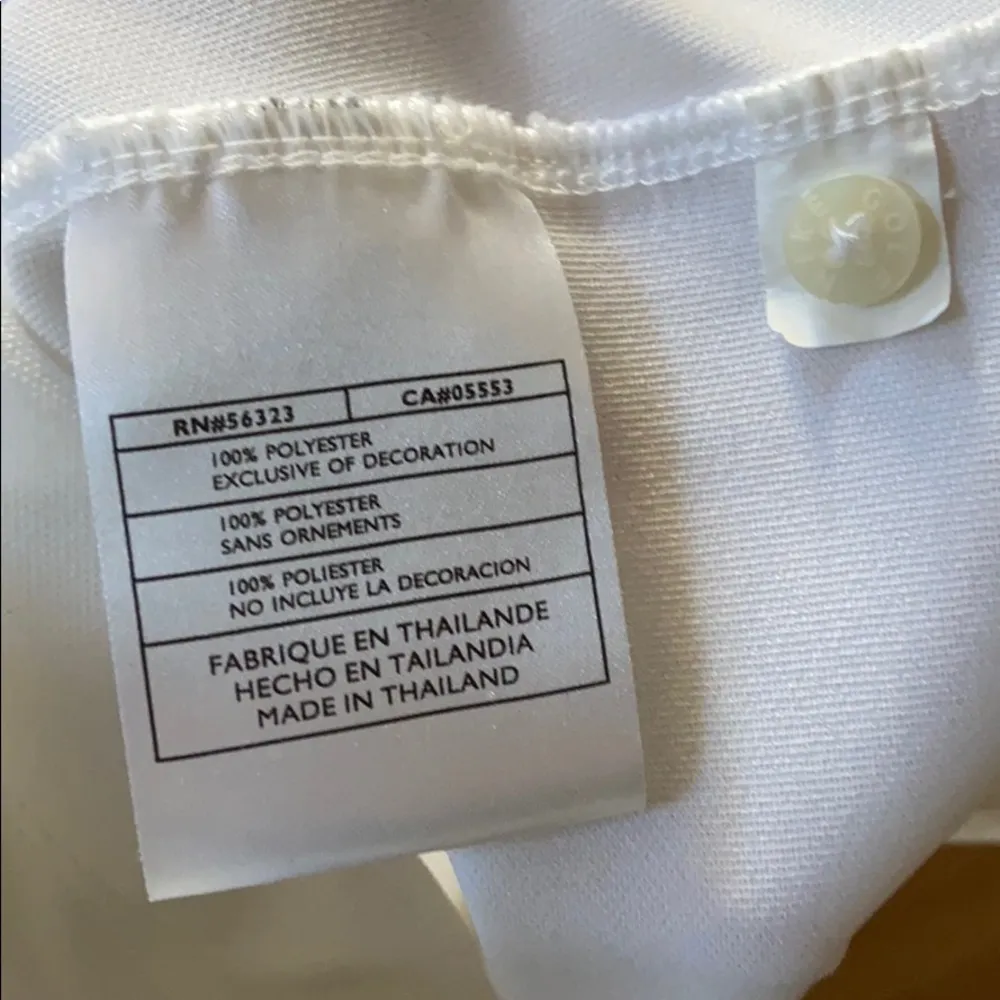 RN#56323 CA#05553
100% POLYESTER
EXCLUSIVE OF DECORATION
100% POLYESTER
SANS ORNEMENTS
100% POLIESTER
NO INCLUYE LA DECORACION
FABRIQUE EN THAILANDE
HECHO EN TAILANDIA
MADE IN THAILAND
GOLF